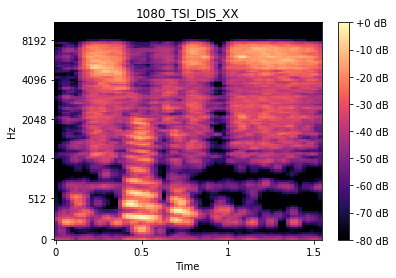 1080_TSI_DIS_XX
+0 dB
8192
-10 dB
4096
-20 dB
-30 dB
2048
Hz
-40 dB
1024
-50 dB
512
-60 dB
-70 dB
0
-80 dB
0 0.5 1 1.5
Time